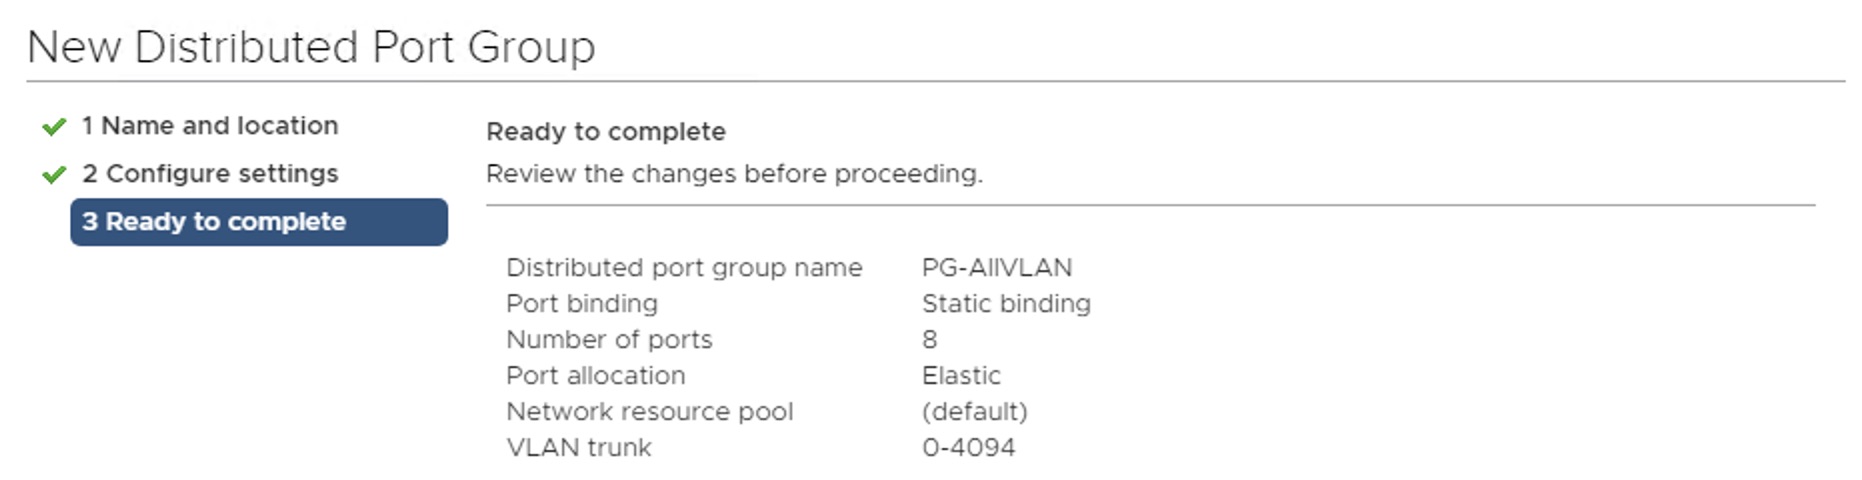 New Distributed Port Group
1 Name and location
2 Configure settings
3 Ready to complete
Ready to complete
Review the changes before proceeding.
Distributed port group name PG-AllVLAN
Port binding Static binding
Number of ports 8
Port allocation Elastic
Network resource pool (default)
VLAN trunk 0-4094